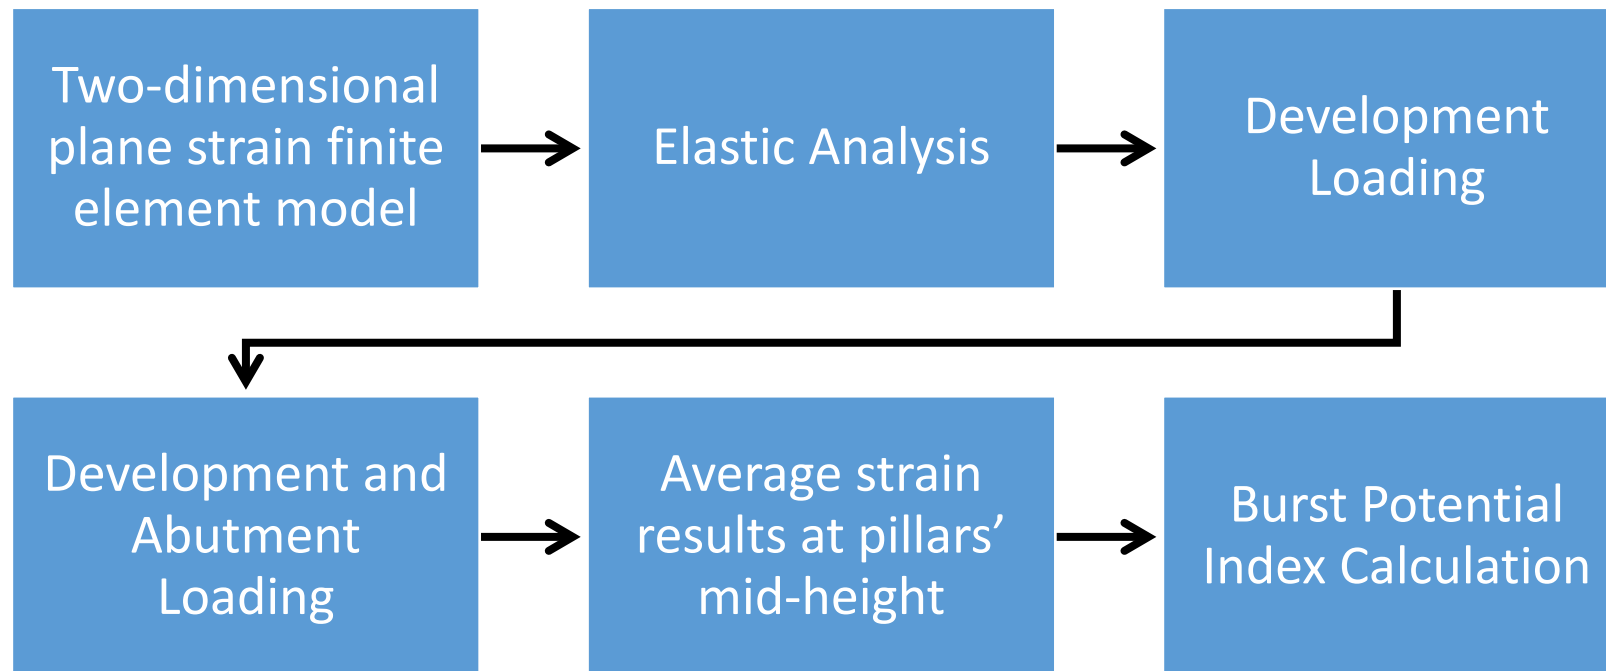 Two-dimensional
plane strain finite
element model
Elastic Analysis
Development
Loading
Development and
Abutment
Loading
Average strain
results at pillars’
mid-height
Burst Potential
Index Calculation